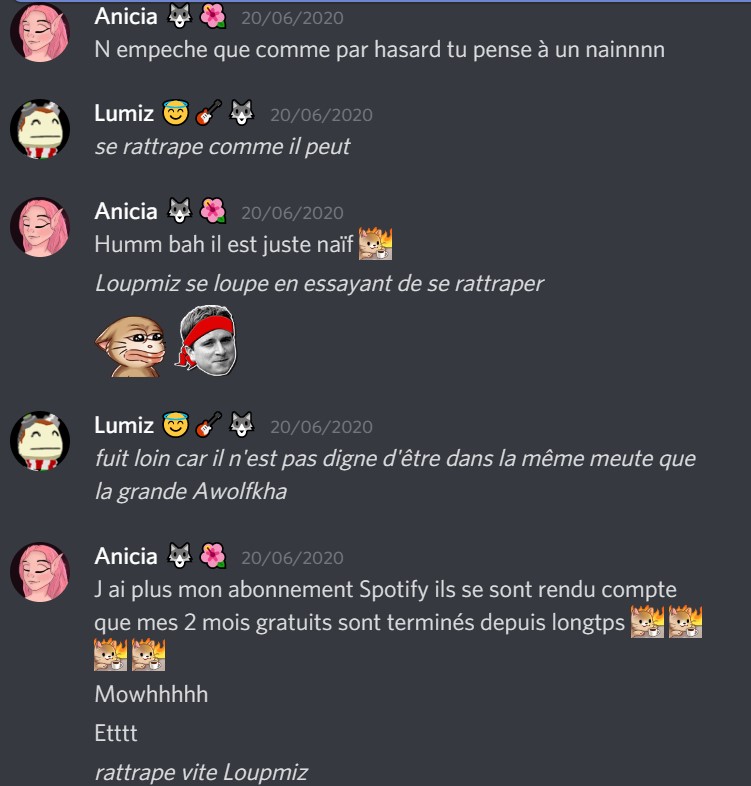 Anicia 🐺 🌺 20/06/2020
N empeche que comme par hasard tu pense à un nainnnn
Lumiz 😇 🎸 🐺 20/06/2020
se rattrape comme il peut
Anicia 🐺 🌺 20/06/2020
Humm bah il est juste naïf
Loupmiz se loupe en essayant de se rattraper
Lumiz 😇 🎸 🐺 20/06/2020
fuit loin car il n'est pas digne d'être dans la même meute que
la grande Awolfkha
Anicia 🐺 🌺 20/06/2020
J ai plus mon abonnement Spotify ils se sont rendu compte
que mes 2 mois gratuits sont terminés depuis longtps
Mowhhhhh
Etttt
rattrape vite Loupmiz